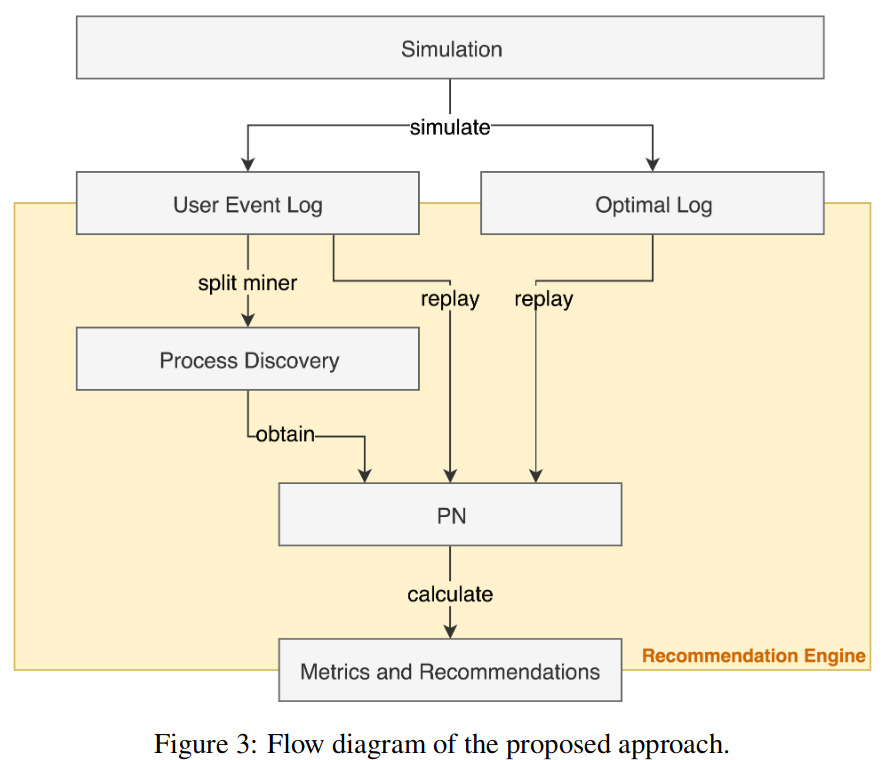 Simulation
simulate
User Event Log
Optimal Log
split miner
replay
replay
Process Discovery
obtain
PN
calculate
Metrics and Recommendations
Recommendation Engine
Figure 3: Flow diagram of the proposed approach.